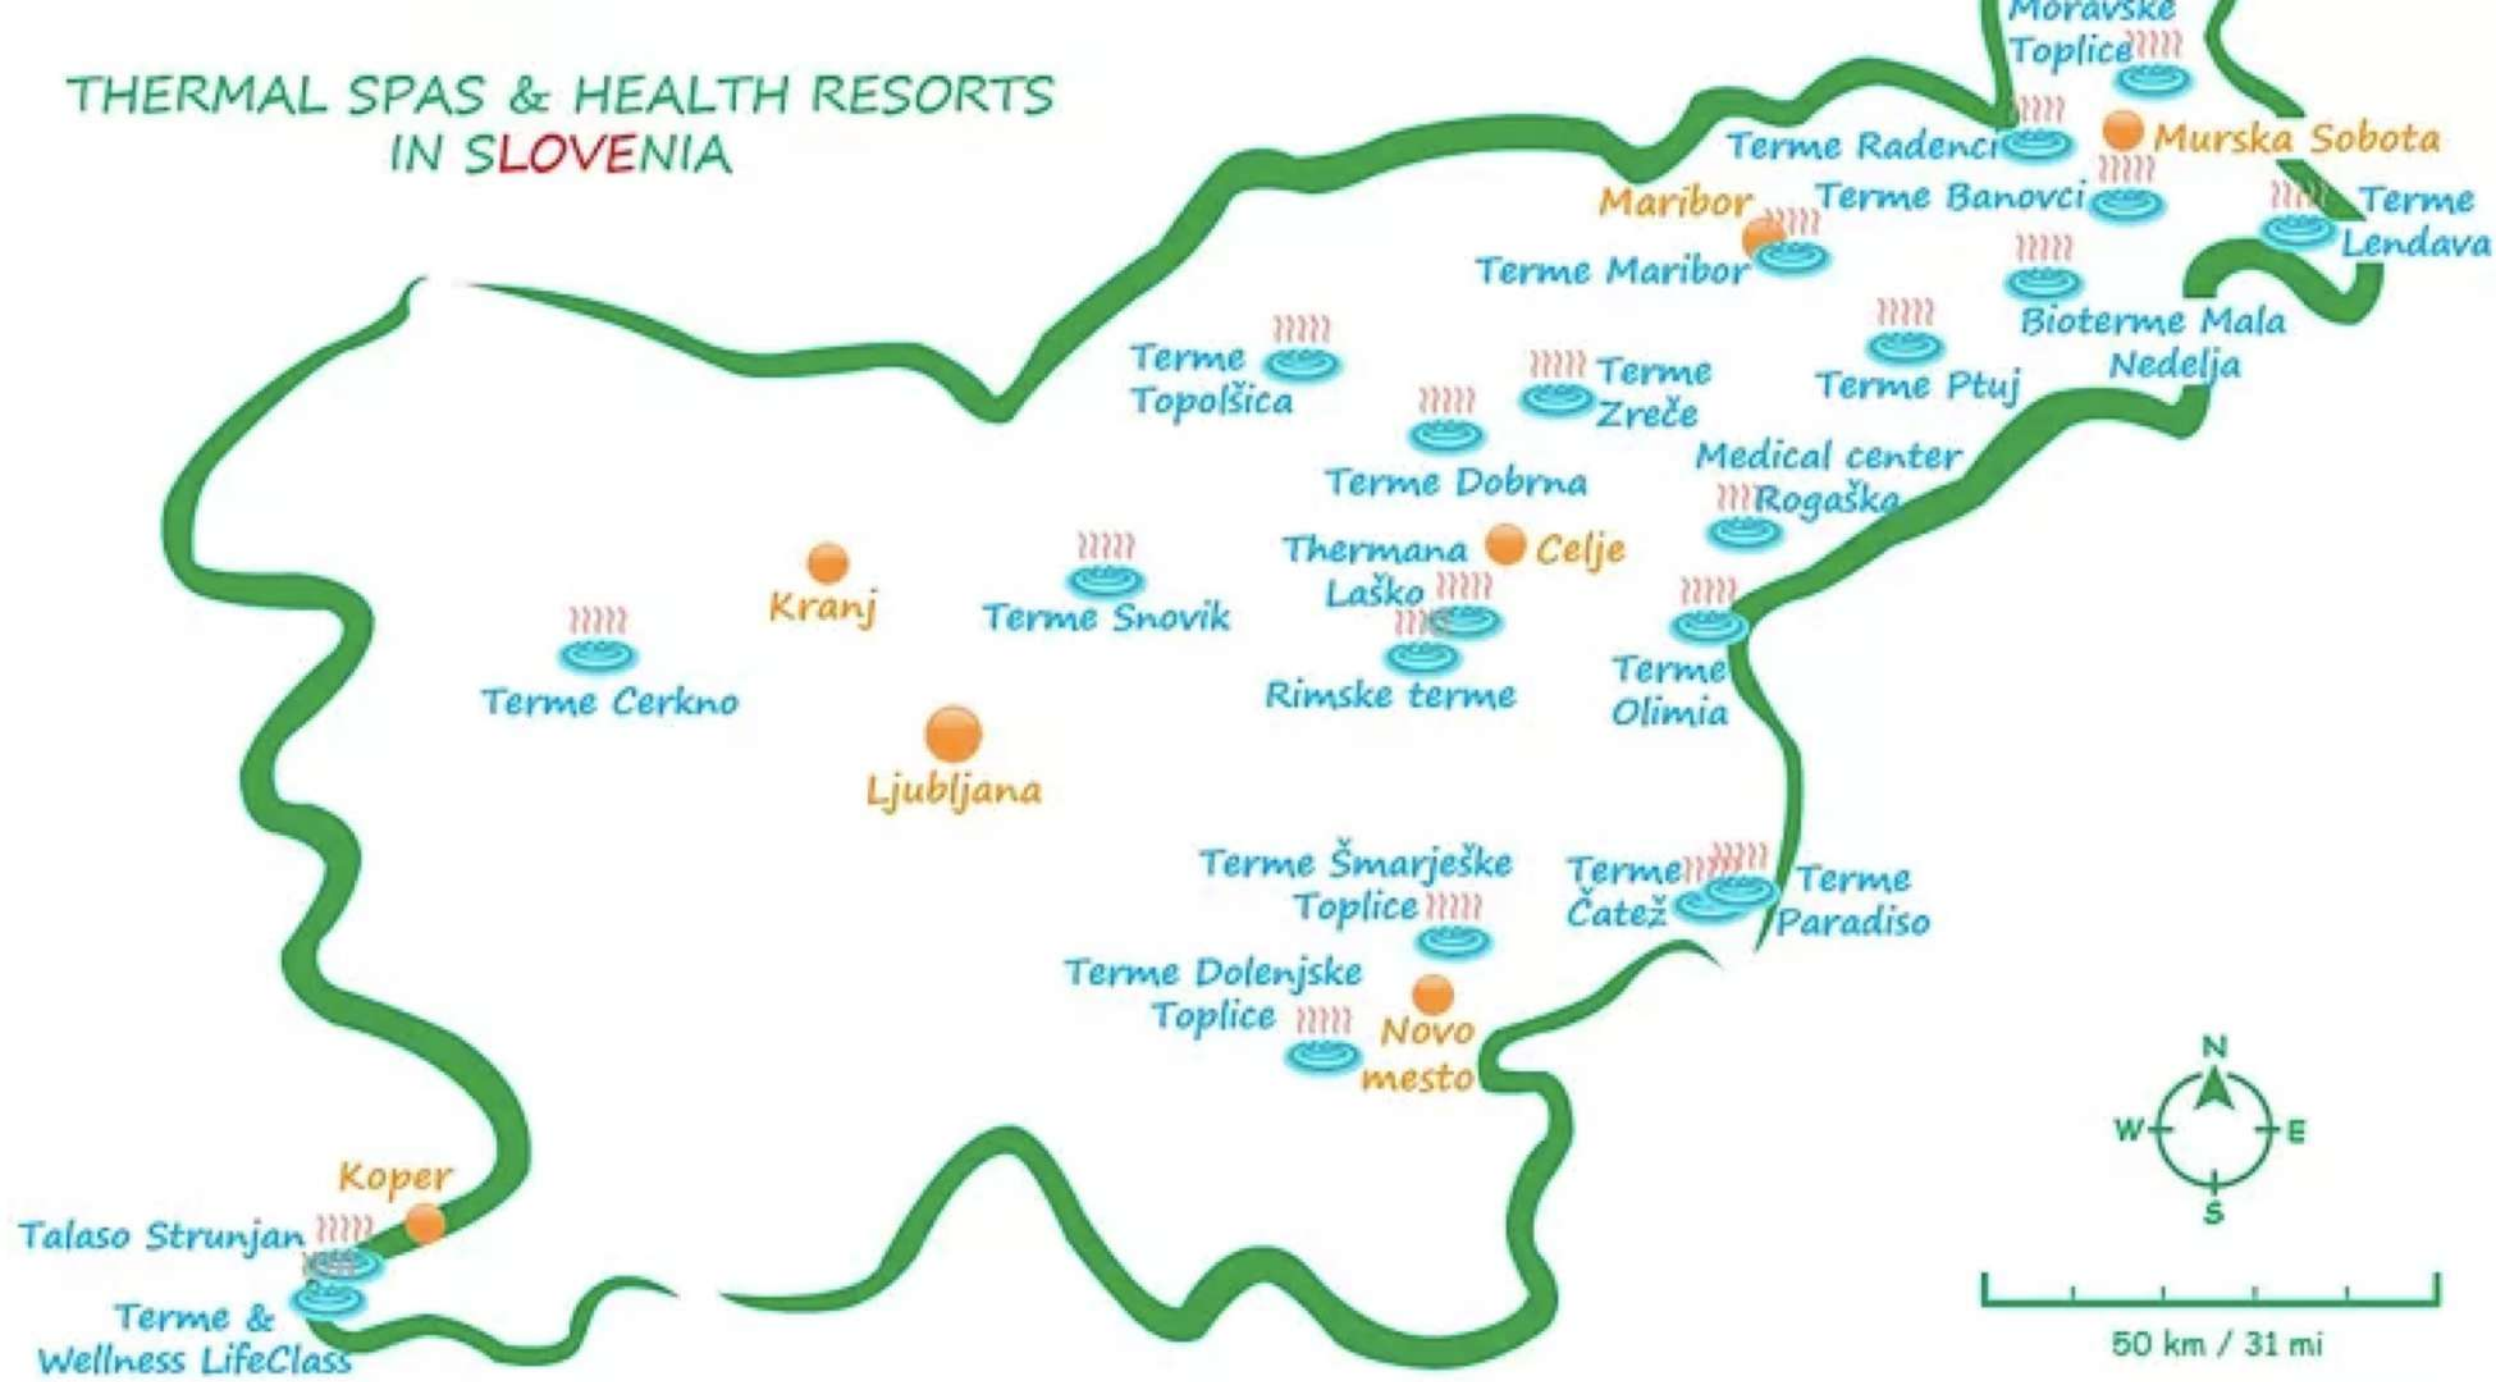 THERMAL SPAS & HEALTH RESORTS
IN SLOVENIA
Moravske
Toplice
Murska Sobota
Terme Radenci
Maribor
Terme Banovci
Terme
Lendava
Terme Maribor
Bioterme Mala
Nedelja
Terme
Topolšica
Terme
Zreče
Terme Ptuj
Terme Dobrna
Medical center
Rogaška
Thermana
Laško
Celje
Kranj
Terme Snovik
Terme Cerkno
Rimske terme
Terme
Olimia
Ljubljana
Terme Šmarješke
Toplice
Terme
Čatež
Terme
Paradiso
Terme Dolenjske
Toplice
Novo
mesto
Koper
Talaso Strunjan
Terme &
Wellness LifeClass
N
W
E
S
50 km / 31 mi